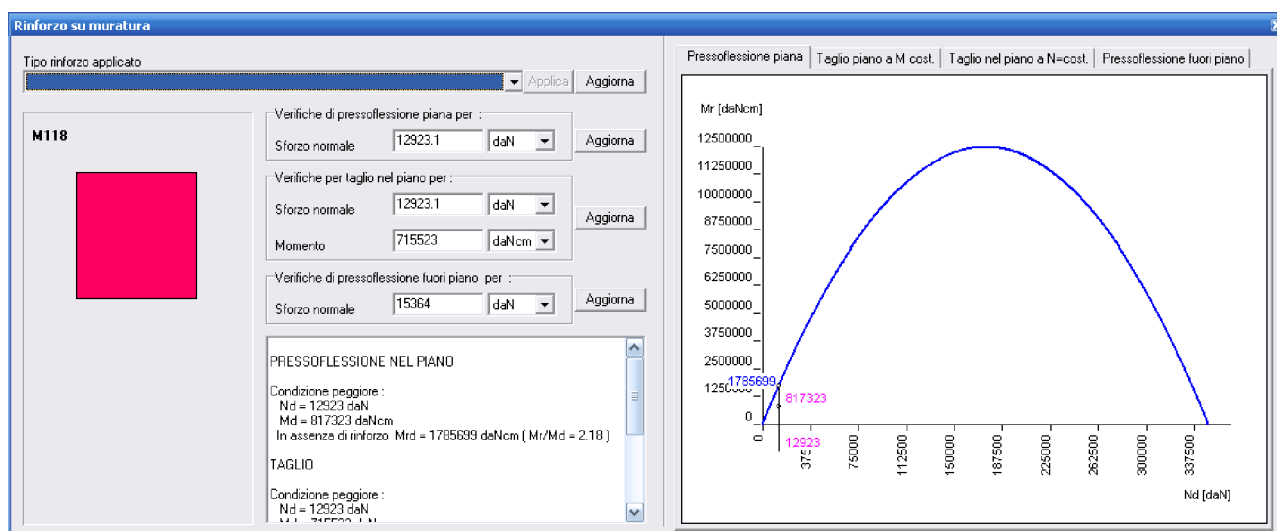 Rinforzo su muratura
Tipo rinforzo applicato
Applica
Aggiorna
M118
Verifiche di pressoflessione piana per :
Sforzo normale 12923.1 daN
Aggiorna
Verifiche per taglio nel piano per :
Sforzo normale 12923.1 daN
Aggiorna
Momento 715523 daNcm
Verifiche di pressoflessione fuori piano per :
Sforzo normale 15364 daN
Aggiorna
PRESSOFLESSIONE NEL PIANO
Condizione peggiore :
Nd = 12923 daN
Md = 817323 daNcm
In assenza di rinforzo Mrd = 1785699 daNcm ( Mr/Md = 2.18 )
TAGLIO
Condizione peggiore :
Nd = 12923 daN
Pressoflessione piana
Taglio piano a M cost.
Taglio nel piano a N=cost.
Pressoflessione fuori piano
Mr [daNcm]
12500000
11250000
10000000
8750000
7500000
6250000
5000000
3750000
2500000
1785699
817323
0
12923
0
75000
112500
150000
187500
225000
262500
300000
337500
Nd [daN]